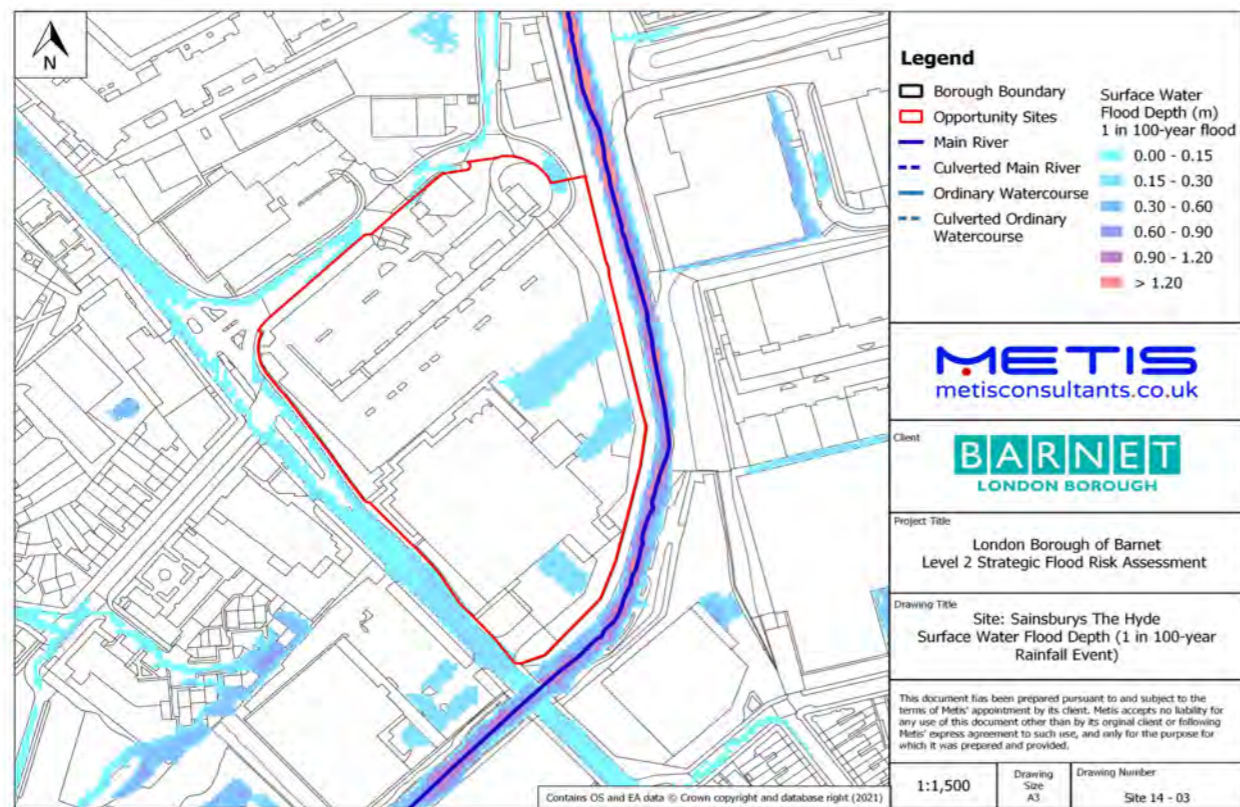 N
Legend
Borough Boundary
Opportunity Sites
Main River
Culverted Main River
Ordinary Watercourse
Culverted Ordinary
Watercourse
Surface Water
Flood Depth (m)
1 in 100-year flood
0.00 - 0.15
0.15 - 0.30
0.30 - 0.60
0.60 - 0.90
0.90 - 1.20
> 1.20
METIS
metisconsultants.co.uk
Client
BARNET
LONDON BOROUGH
Project Title
London Borough of Barnet
Level 2 Strategic Flood Risk Assessment
Drawing Title
Site: Sainsburys The Hyde
Surface Water Flood Depth (1 in 100-year
Rainfall Event)
This document has been prepared pursuant to and subject to the
terms of Metis' appointment by its client. Metis accepts no liability for
any use of this document other than by its orginal client or following
Metis' express agreement to such use, and only for the purpose for
which it was prepared and provided.
1:1,500
Drawing
Size
A3
Drawing Number
Site 14 - 03
Contains OS and EA data © Crown copyright and database right (2021)